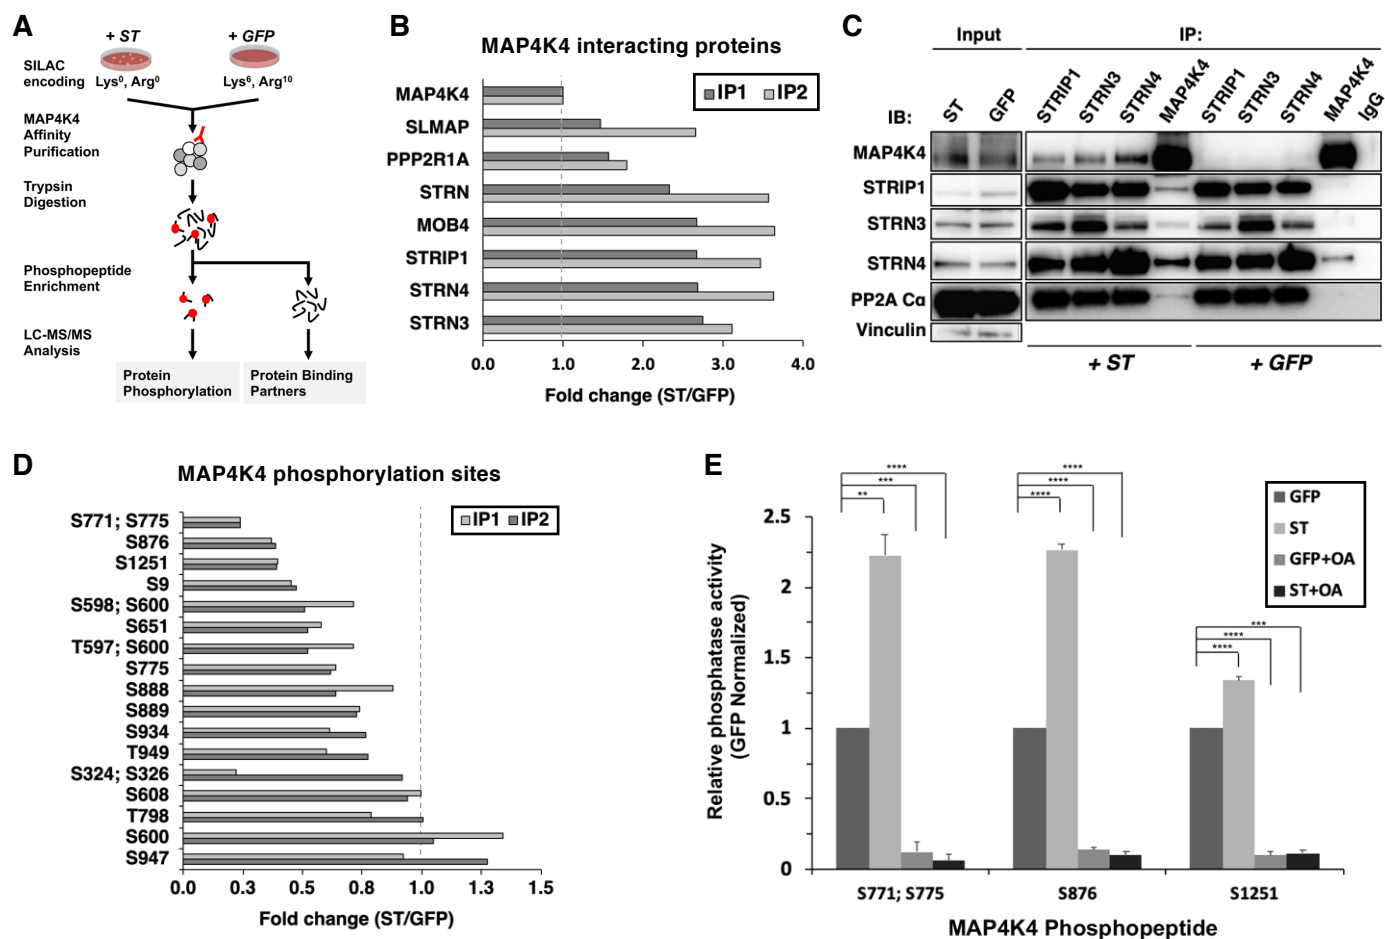 A
+ ST
+ GFP
SILAC
encoding
Lys⁰, Arg⁰
Lys⁶, Arg¹⁰
MAP4K4
Affinity
Purification
Trypsin
Digestion
Phosphopeptide
Enrichment
LC-MS/MS
Analysis
Protein
Phosphorylation
Protein Binding
Partners
B
MAP4K4 interacting proteins
IP1 IP2
MAP4K4
SLMAP
PPP2R1A
STRN
MOB4
STRIP1
STRN4
STRN3
0.0 1.0 2.0 3.0 4.0
Fold change (ST/GFP)
C
Input IP:
IB: ST GFP STRIP1 STRN3 STRN4 MAP4K4 STRIP1 STRN3 STRN4 MAP4K4 IgG
MAP4K4
STRIP1
STRN3
STRN4
PP2A Cα
Vinculin
+ ST + GFP
D
MAP4K4 phosphorylation sites
IP1 IP2
S771; S775
S876
S1251
S9
S598; S600
S651
T597; S600
S775
S888
S889
S934
T949
S324; S326
S608
T798
S600
S947
0.0 0.3 0.5 0.8 1.0 1.3 1.5
Fold change (ST/GFP)
E
GFP
ST
GFP+OA
ST+OA
**** 
***
**
****
****
****
***
****
****
Relative phosphatase activity
(GFP Normalized)
2.5
2
1.5
1
0.5
0
S771; S775 S876 S1251
MAP4K4 Phosphopeptide